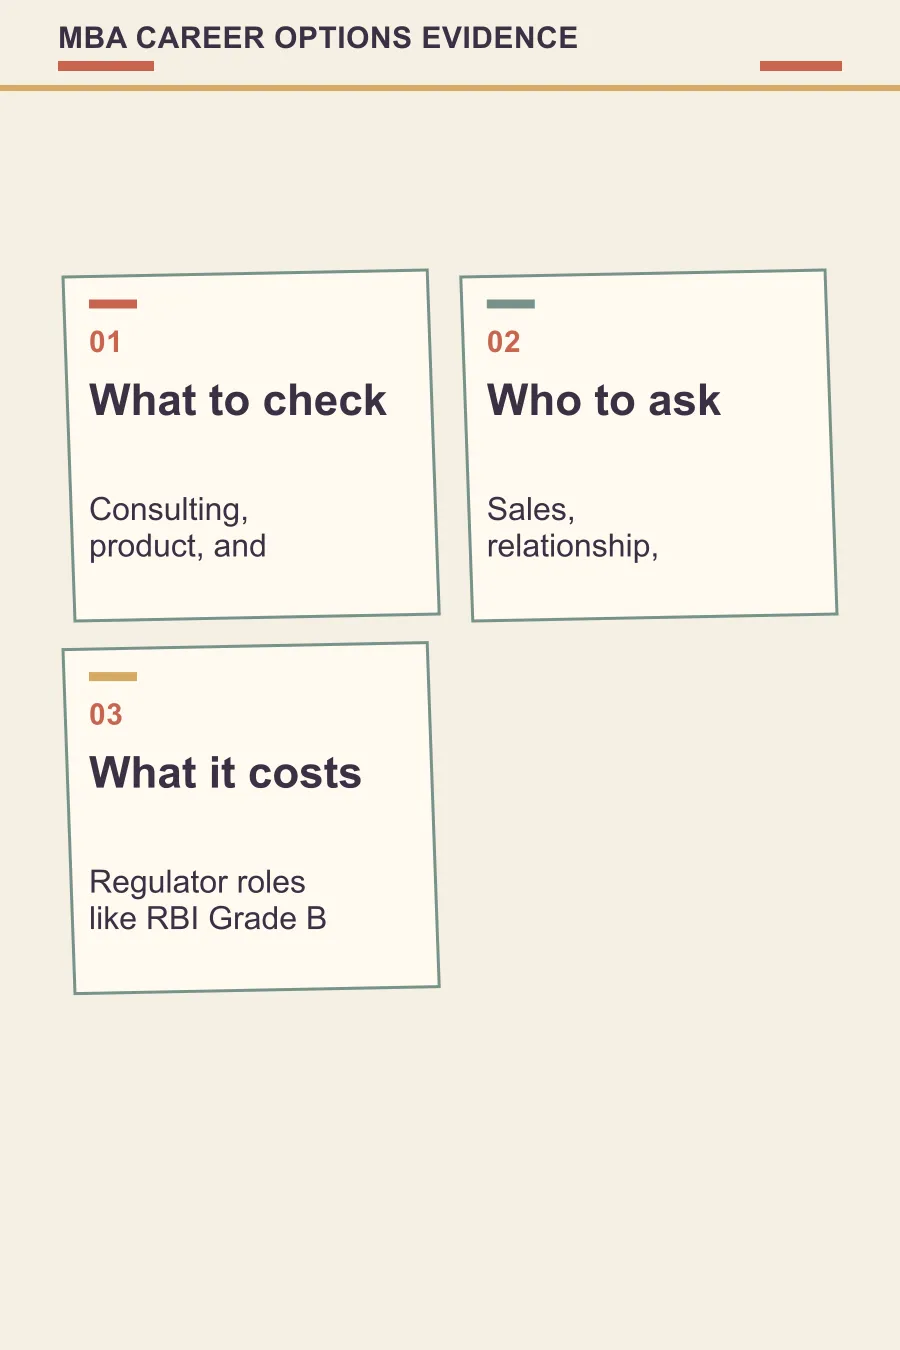 MBA CAREER OPTIONS EVIDENCE
01
What to check
Consulting,
product, and
02
Who to ask
Sales,
relationship,
03
What it costs
Regulator roles
like RBI Grade B